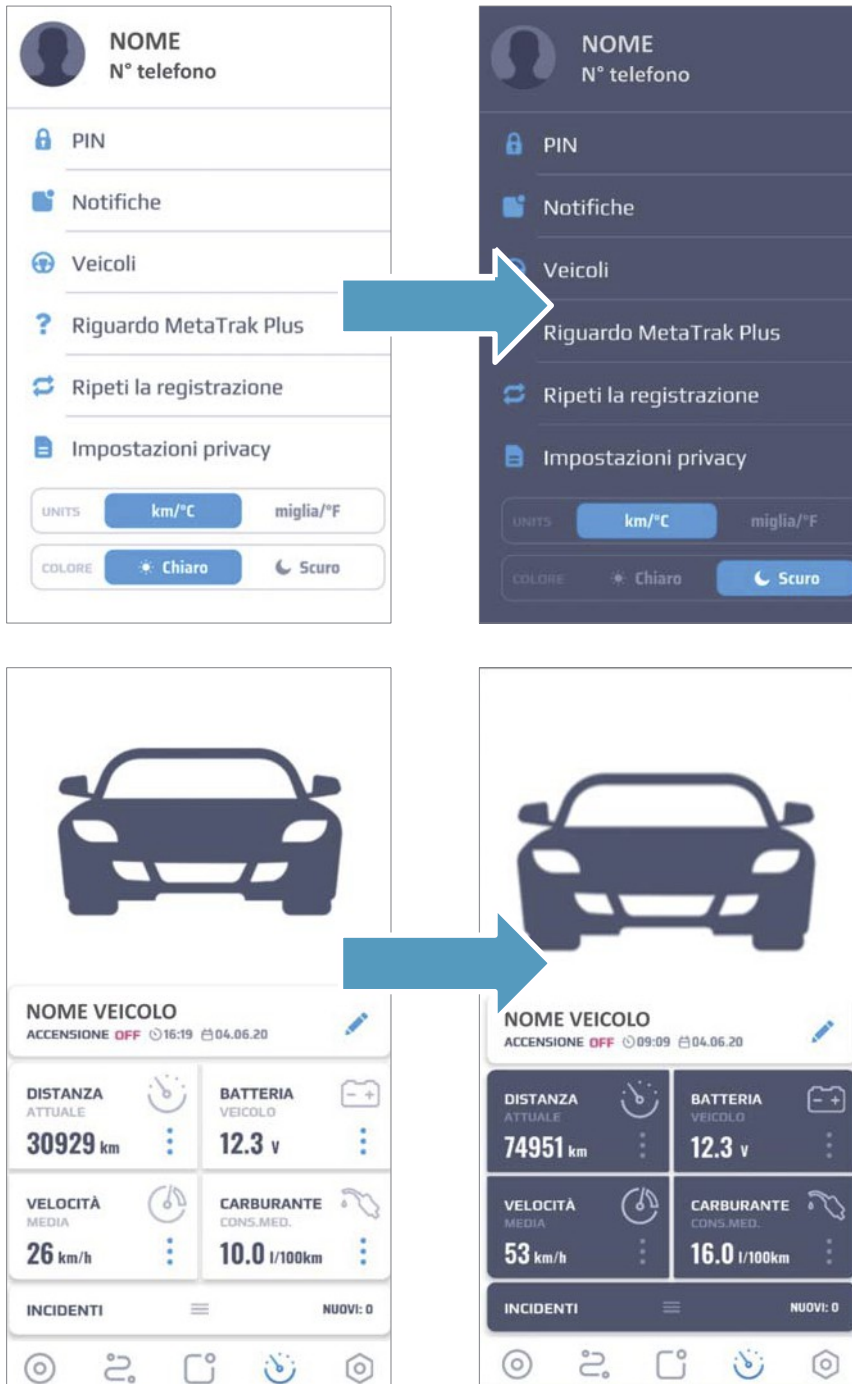 NOME
N° telefono
PIN
Notifiche
Veicoli
Riguardo MetaTrak Plus
Ripeti la registrazione
Impostazioni privacy
UNITS km/°C miglia/°F
COLORE Chiaro Scuro
NOME
N° telefono
PIN
Notifiche
Veicoli
Riguardo MetaTrak Plus
Ripeti la registrazione
Impostazioni privacy
UNITS km/°C miglia/°F
COLORE Chiaro Scuro
NOME VEICOLO
ACCENSIONE OFF 16:19 04.06.20
DISTANZA
ATTUALE
30929 km
BATTERIA
VEICOLO
12.3 V
VELOCITÀ
MEDIA
26 km/h
CARBURANTE
CONS.MED.
10.0 l/100km
INCIDENTI NUOVI: 0
NOME VEICOLO
ACCENSIONE OFF 09:09 04.06.20
DISTANZA
ATTUALE
74951 km
BATTERIA
VEICOLO
12.3 V
VELOCITÀ
MEDIA
53 km/h
CARBURANTE
CONS.MED.
16.0 l/100km
INCIDENTI NUOVI: 0